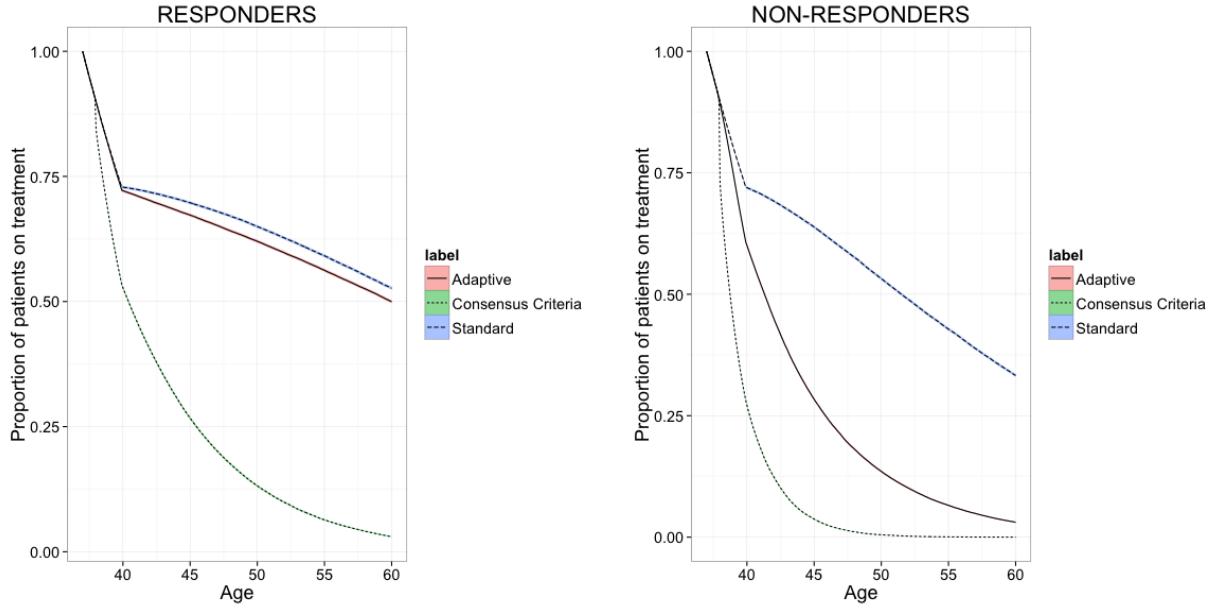 RESPONDERS
Proportion of patients on treatment
1.00
0.75
0.50
0.25
0.00
40 45 50 55 60
Age
label
Adaptive
Consensus Criteria
Standard
NON-RESPONDERS
Proportion of patients on treatment
1.00
0.75
0.50
0.25
0.00
40 45 50 55 60
Age
label
Adaptive
Consensus Criteria
Standard